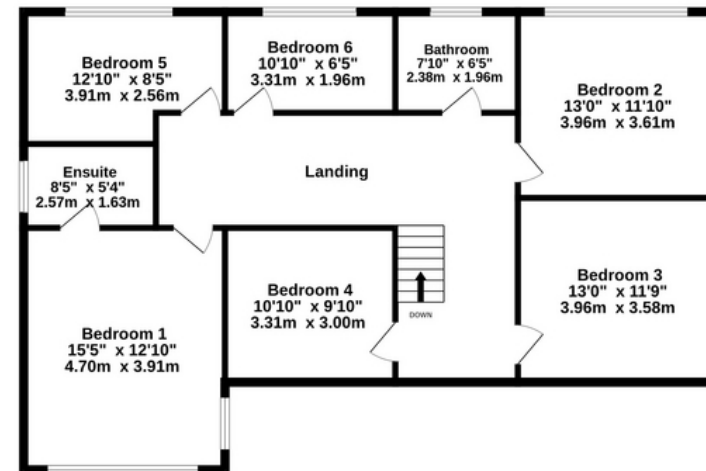 Bedroom 5
12'10" x 8'5"
3.91m x 2.56m
Bedroom 6
10'10" x 6'5"
3.31m x 1.96m
Bathroom
7'10" x 6'5"
2.38m x 1.96m
Bedroom 2
13'0" x 11'10"
3.96m x 3.61m
Ensuite
8'5" x 5'4"
2.57m x 1.63m
Landing
Bedroom 1
15'5" x 12'10"
4.70m x 3.91m
Bedroom 4
10'10" x 9'10"
3.31m x 3.00m
DOWN
Bedroom 3
13'0" x 11'9"
3.96m x 3.58m